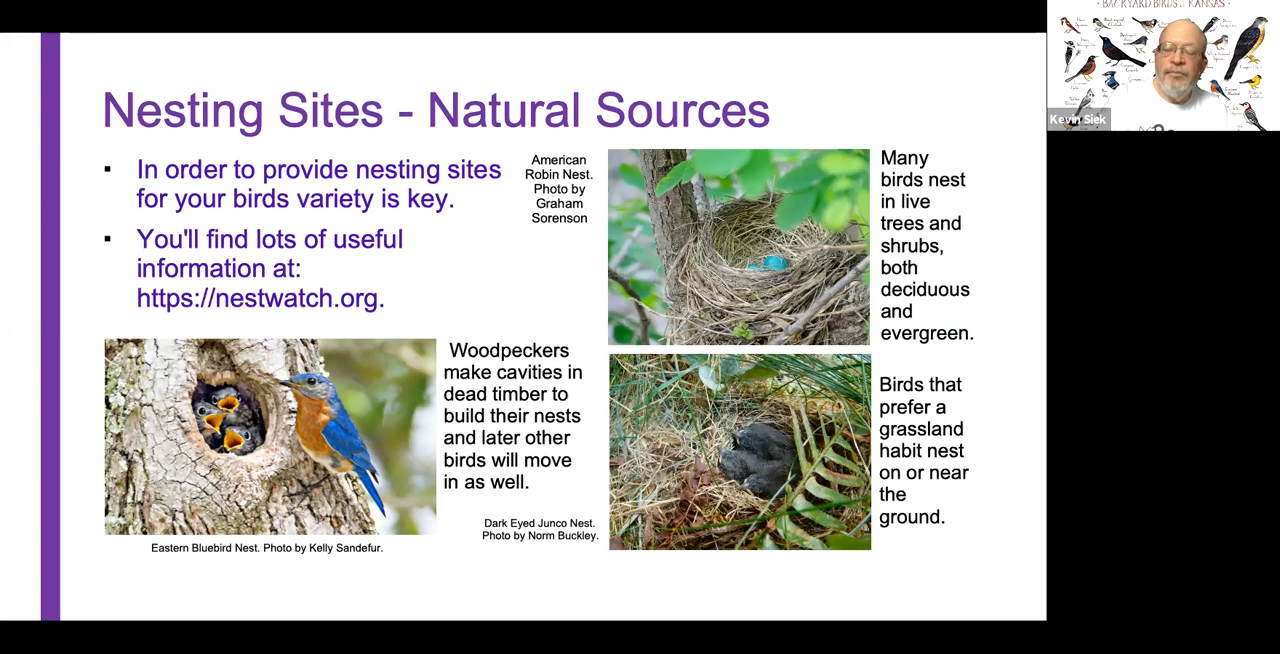 Nesting Sites - Natural Sources
▪ In order to provide nesting sites
for your birds variety is key.
▪ You'll find lots of useful
information at:
https://nestwatch.org.
American
Robin Nest.
Photo by
Graham
Sorenson
Many
birds nest
in live
trees and
shrubs,
both
deciduous
and
evergreen.
Woodpeckers
make cavities in
dead timber to
build their nests
and later other
birds will move
in as well.
Eastern Bluebird Nest. Photo by Kelly Sandefur.
Dark Eyed Junco Nest.
Photo by Norm Buckley.
Birds that
prefer a
grassland
habit nest
on or near
the
ground.
BACKYARD BIRDS of KANSAS
Kevin Siek